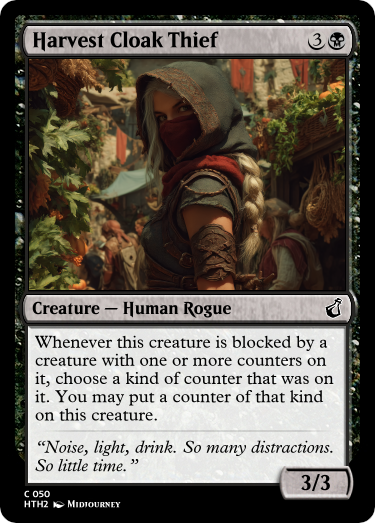 Harvest Cloak Thief 3
Creature — Human Rogue
Whenever this creature is blocked by a
creature with one or more counters on
it, choose a kind of counter that was on
it. You may put a counter of that kind
on this creature.
“Noise, light, drink. So many distractions.
So little time.”
3/3
C 050
HTH2 Midjourney